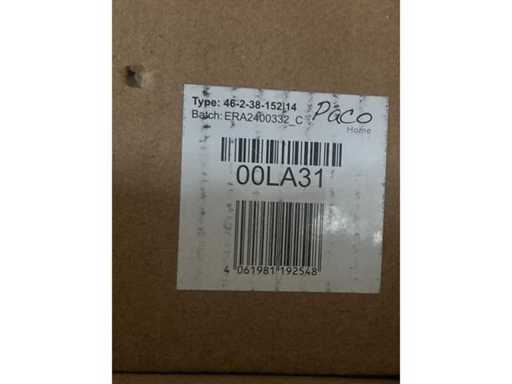 Type: 46-2-38-152,14
Batch: ERA2400332_C
Paco
Home
00LA31
4 061981 192548